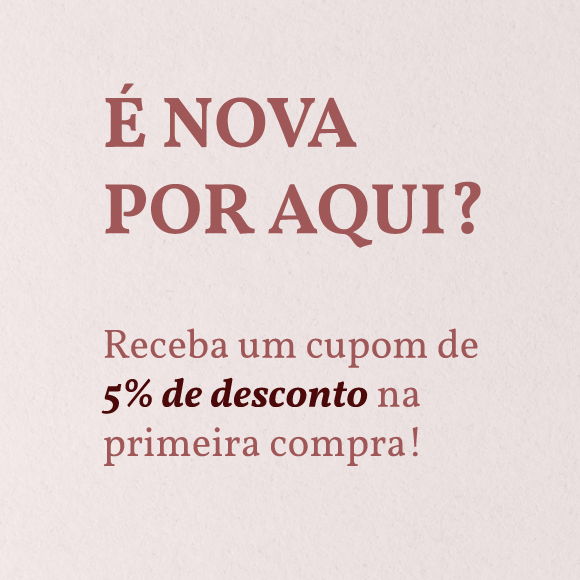 É NOVA
POR AQUI?
Receba um cupom de
5% de desconto na
primeira compra!